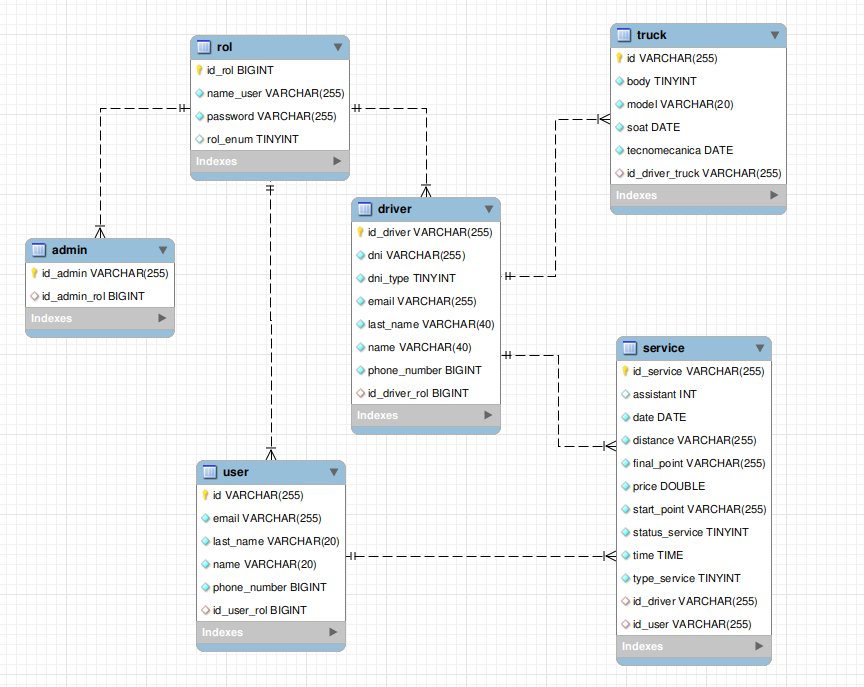 rol
id_rol BIGINT
name_user VARCHAR(255)
password VARCHAR(255)
rol_enum TINYINT
Indexes
truck
id VARCHAR(255)
body TINYINT
model VARCHAR(20)
soat DATE
tecnomecanica DATE
id_driver_truck VARCHAR(255)
Indexes
admin
id_admin VARCHAR(255)
id_admin_rol BIGINT
Indexes
driver
id_driver VARCHAR(255)
dni VARCHAR(255)
dni_type TINYINT
email VARCHAR(255)
last_name VARCHAR(40)
name VARCHAR(40)
phone_number BIGINT
id_driver_rol BIGINT
Indexes
service
id_service VARCHAR(255)
assistant INT
date DATE
distance VARCHAR(255)
final_point VARCHAR(255)
price DOUBLE
start_point VARCHAR(255)
status_service TINYINT
time TIME
type_service TINYINT
id_driver VARCHAR(255)
id_user VARCHAR(255)
Indexes
user
id VARCHAR(255)
email VARCHAR(255)
last_name VARCHAR(20)
name VARCHAR(20)
phone_number BIGINT
id_user_rol BIGINT
Indexes